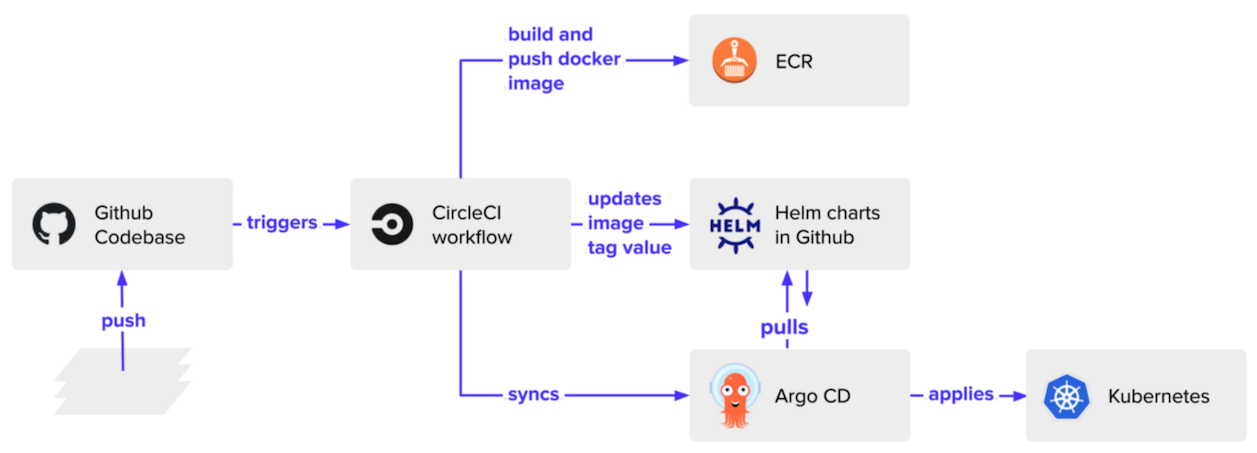 build and
push docker
image
ECR
Github
Codebase
triggers
CircleCI
workflow
updates
image
tag value
HELM
Helm charts
in Github
push
pulls
syncs
Argo CD
applies
Kubernetes